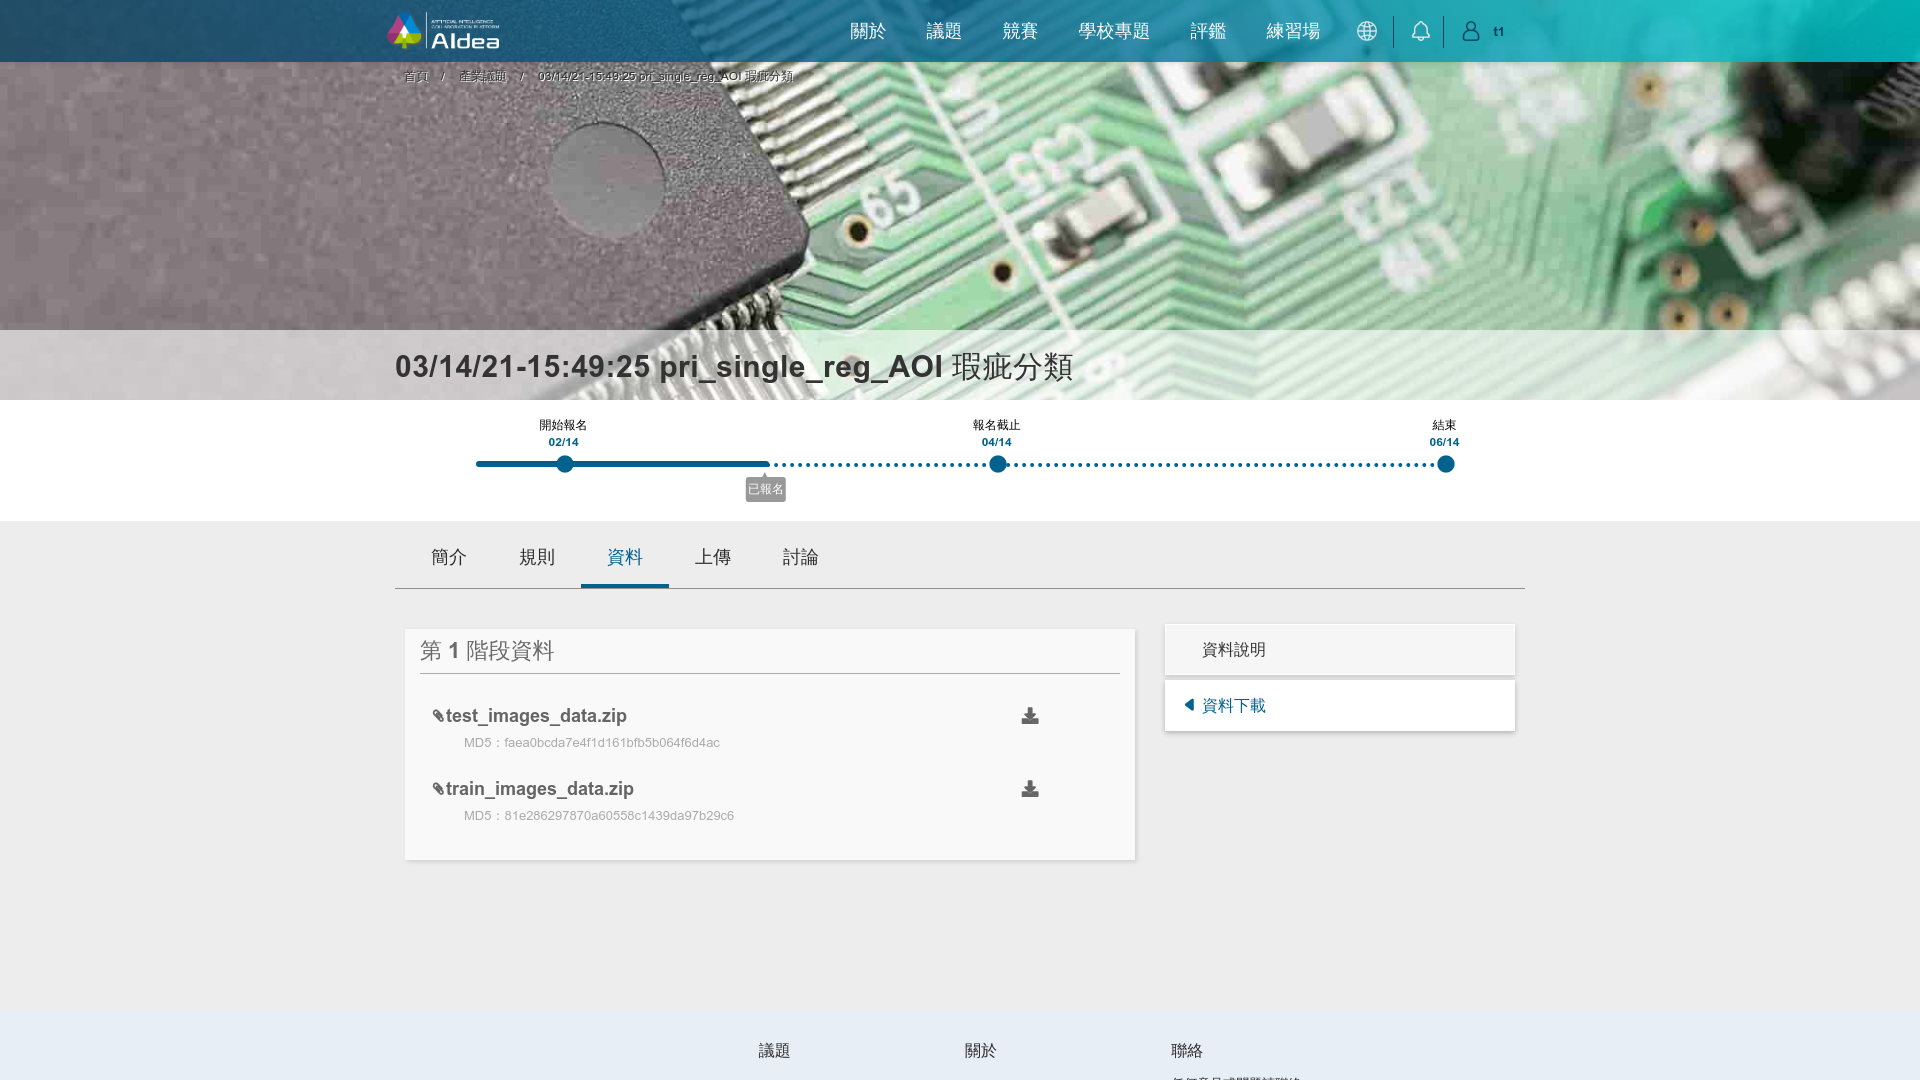 ARTIFICIAL INTELLIGENCE
COLLABORATION PLATFORM
AIdea
關於 議題 競賽 學校專題 評鑑 練習場 t1
首頁 / 產業議題 / 03/14/21-15:49:25 pri_single_reg_AOI 瑕疵分類
65
03/14/21-15:49:25 pri_single_reg_AOI 瑕疵分類
開始報名 報名截止 結束
02/14 04/14 06/14
已報名
簡介 規則 資料 上傳 討論
第 1 階段資料
test_images_data.zip
MD5：faea0bcda7e4f1d161bfb5b064f6d4ac
train_images_data.zip
MD5：81e286297870a60558c1439da97b29c6
資料說明
資料下載
議題 關於 聯絡